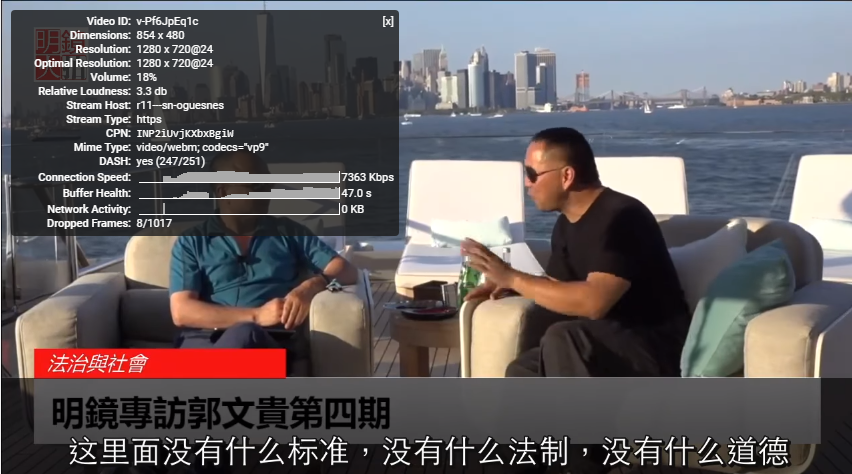 Video ID: v-Pf6JpEq1c [x]
Dimensions: 854 x 480
Resolution: 1280 x 720@24
Optimal Resolution: 1280 x 720@24
Volume: 18%
Relative Loudness: 3.3 db
Stream Host: r11---sn-oguesnes
Stream Type: https
CPN: INP2iUvjKXbxBgiW
Mime Type: video/webm; codecs="vp9"
DASH: yes (247/251)
Connection Speed: 7363 Kbps
Buffer Health: 47.0 s
Network Activity: 0 KB
Dropped Frames: 8/1017
明鏡
火拍
法治與社會
明鏡專訪郭文貴第四期
这里面没有什么标准，没有什么法制，没有什么道德